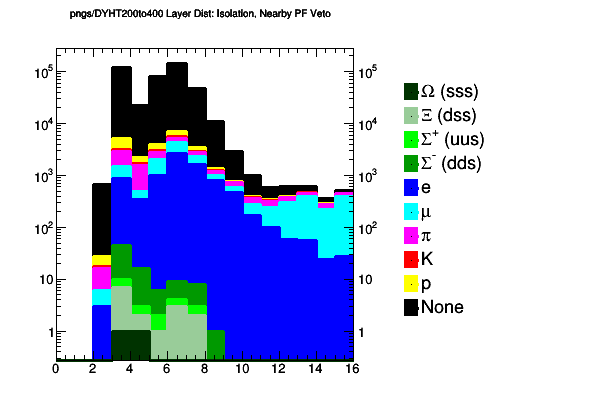 pngs/DYHT200to400 Layer Dist: Isolation, Nearby PF Veto
10⁵ 10⁵
10⁴ 10⁴
10³ 10³
10² 10²
10 10
1 1
0 2 4 6 8 10 12 14 16
Ω (sss)
Ξ⁻ (dss)
Σ⁺ (uus)
Σ⁻ (dds)
e
μ
π
K
p
None